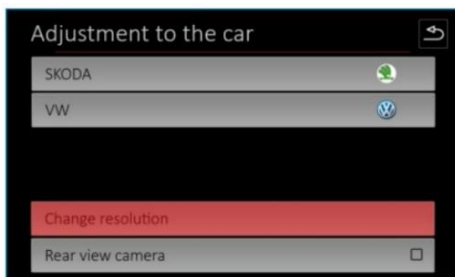 Adjustment to the car
SKODA
VW
Change resolution
Rear view camera